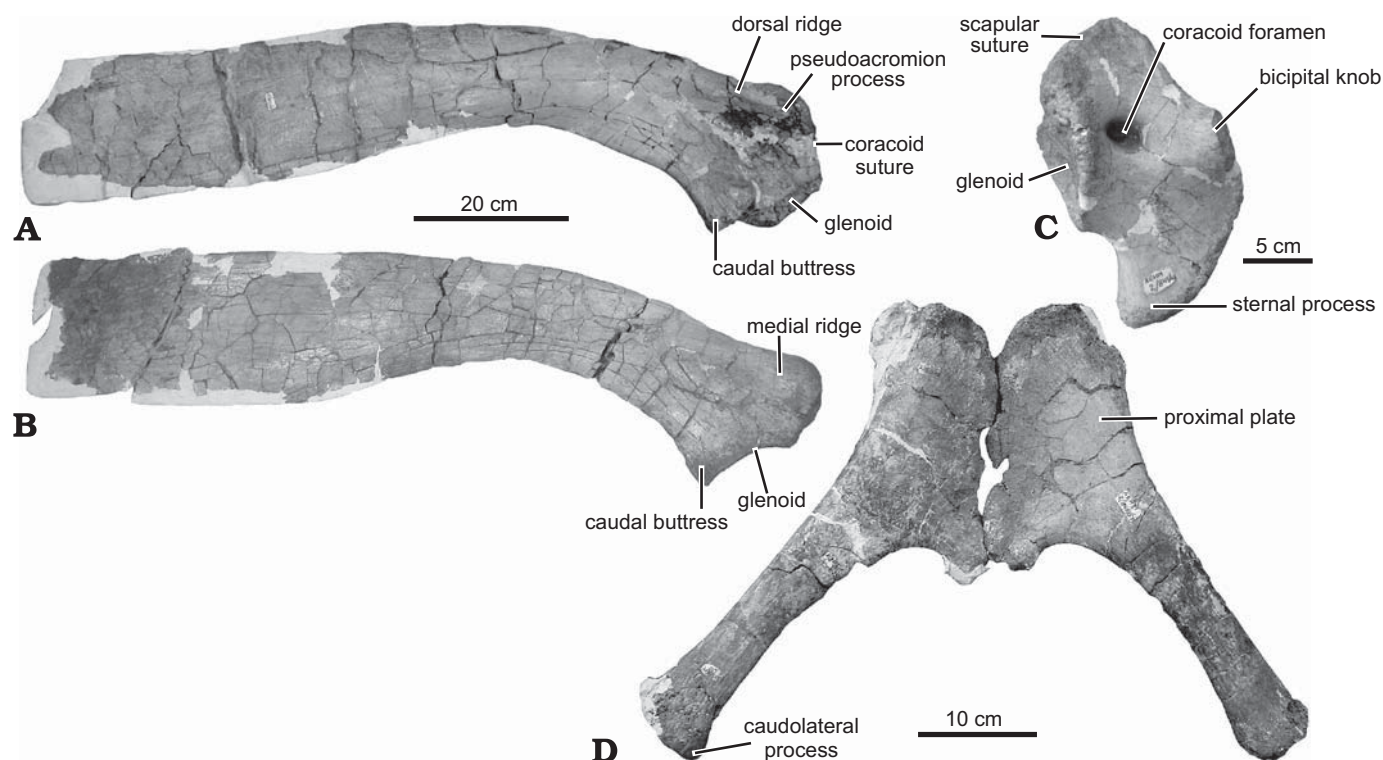 dorsal ridge
pseudoacromion
process
coracoid
suture
20 cm
glenoid
caudal buttress
A
scapular
suture
coracoid foramen
bicipital knob
glenoid
C
5 cm
sternal process
medial ridge
B
glenoid
caudal buttress
proximal plate
10 cm
caudolateral
process
D